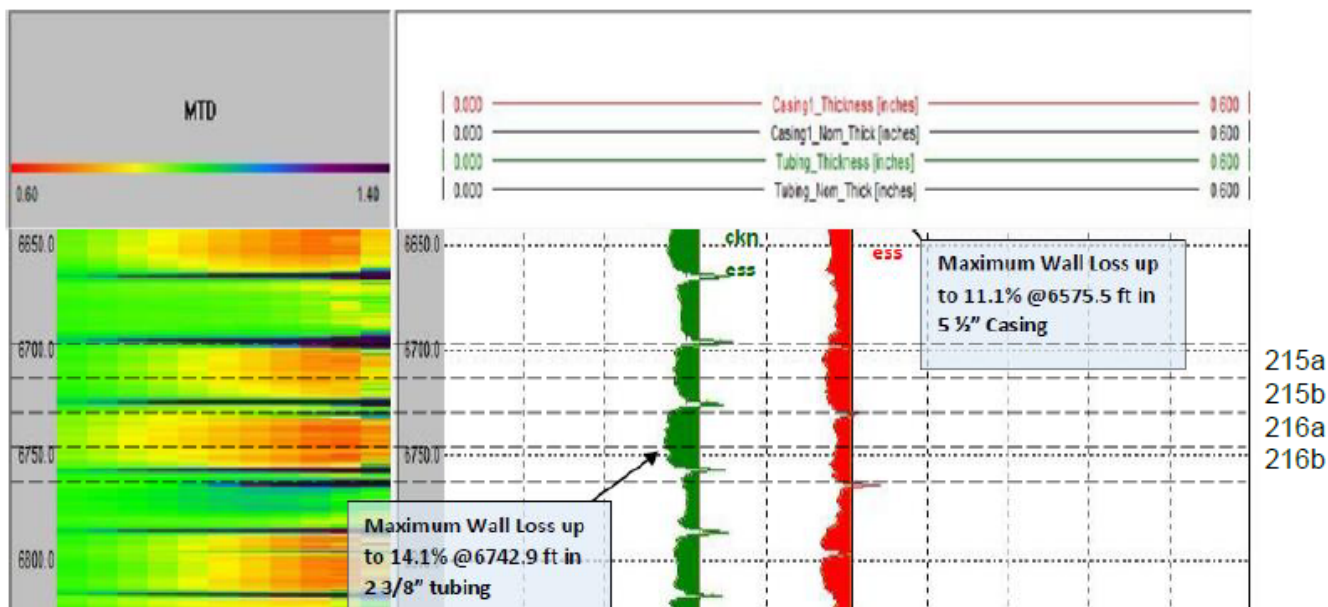 MTD
0.60 1.40
0.000 Casing1_Thickness [inches] 0.600
0.000 Casing1_Nom_Thick [inches] 0.600
0.000 Tubing_Thickness [inches] 0.600
0.000 Tubing_Nom_Thick [inches] 0.600
6650.0 6650.0
ckn
ess
ess
Maximum Wall Loss up
to 11.1% @6575.5 ft in
5 ½” Casing
6700.0 6700.0
215a
215b
216a
216b
6750.0 6750.0
Maximum Wall Loss up
to 14.1% @6742.9 ft in
2 3/8” tubing
6800.0